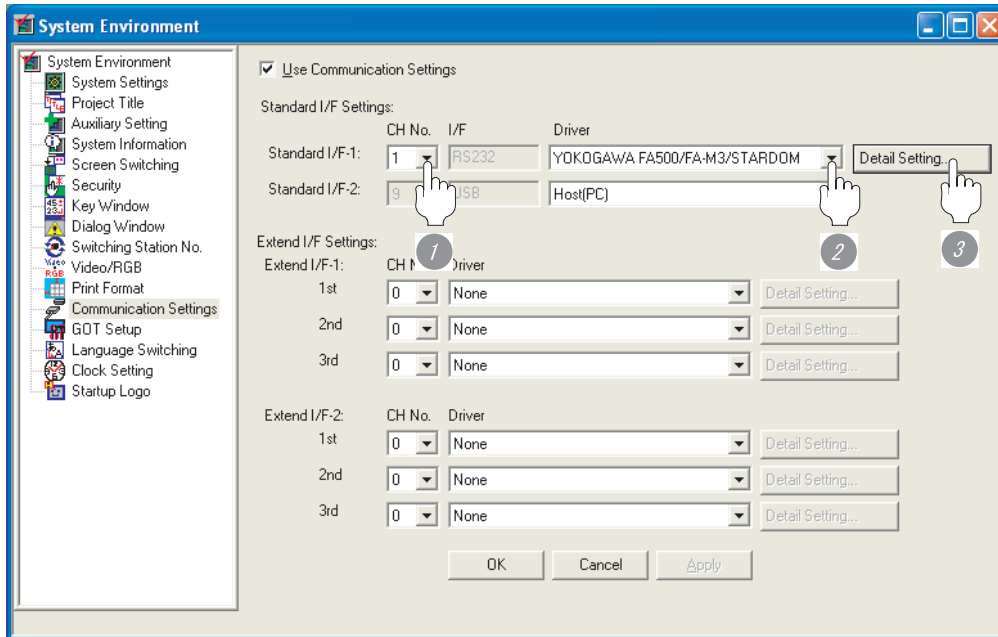 System Environment
System Environment
System Settings
Project Title
Auxiliary Setting
System Information
Screen Switching
Security
Key Window
Dialog Window
Switching Station No.
Video/RGB
Print Format
Communication Settings
GOT Setup
Language Switching
Clock Setting
Startup Logo
Use Communication Settings
Standard I/F Settings:
CH No. I/F Driver
Standard I/F-1: 1 RS232 YOKOGAWA FA500/FA-M3/STARDOM Detail Setting...
Standard I/F-2: 9 USB Host(PC)
1 2 3
Extend I/F Settings:
Extend I/F-1: Driver
1st 0 None Detail Setting...
2nd 0 None Detail Setting...
3rd 0 None Detail Setting...
Extend I/F-2: CH No. Driver
1st 0 None Detail Setting...
2nd 0 None Detail Setting...
3rd 0 None Detail Setting...
OK Cancel Apply